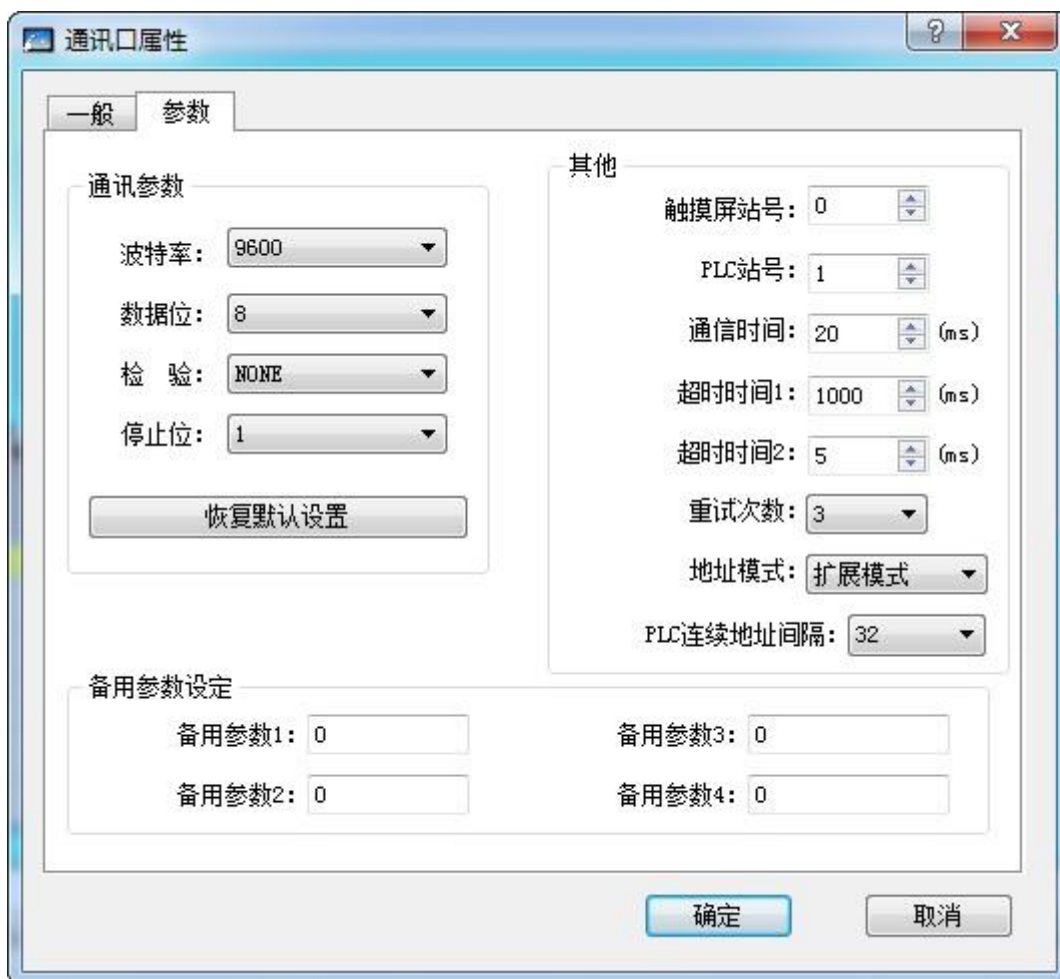 通讯口属性
一般
参数
通讯参数
波特率: 9600
数据位: 8
检 验: NONE
停止位: 1
恢复默认设置
其他
触摸屏站号: 0
PLC站号: 1
通信时间: 20 (ms)
超时时间1: 1000 (ms)
超时时间2: 5 (ms)
重试次数: 3
地址模式: 扩展模式
PLC连续地址间隔: 32
备用参数设定
备用参数1: 0
备用参数3: 0
备用参数2: 0
备用参数4: 0
确定
取消